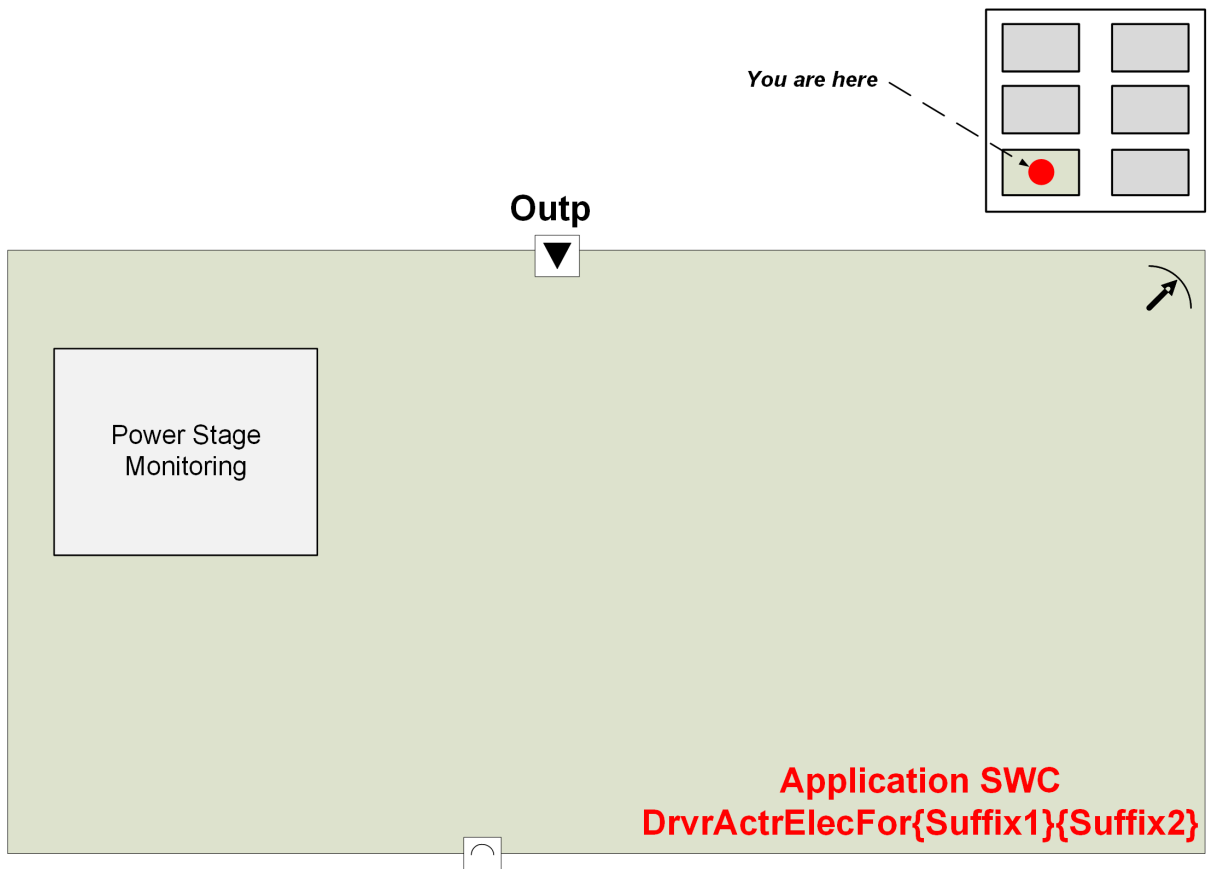 You are here
Outp
Power Stage
Monitoring
Application SWC
DrvrActrElecFor{Suffix1}{Suffix2}